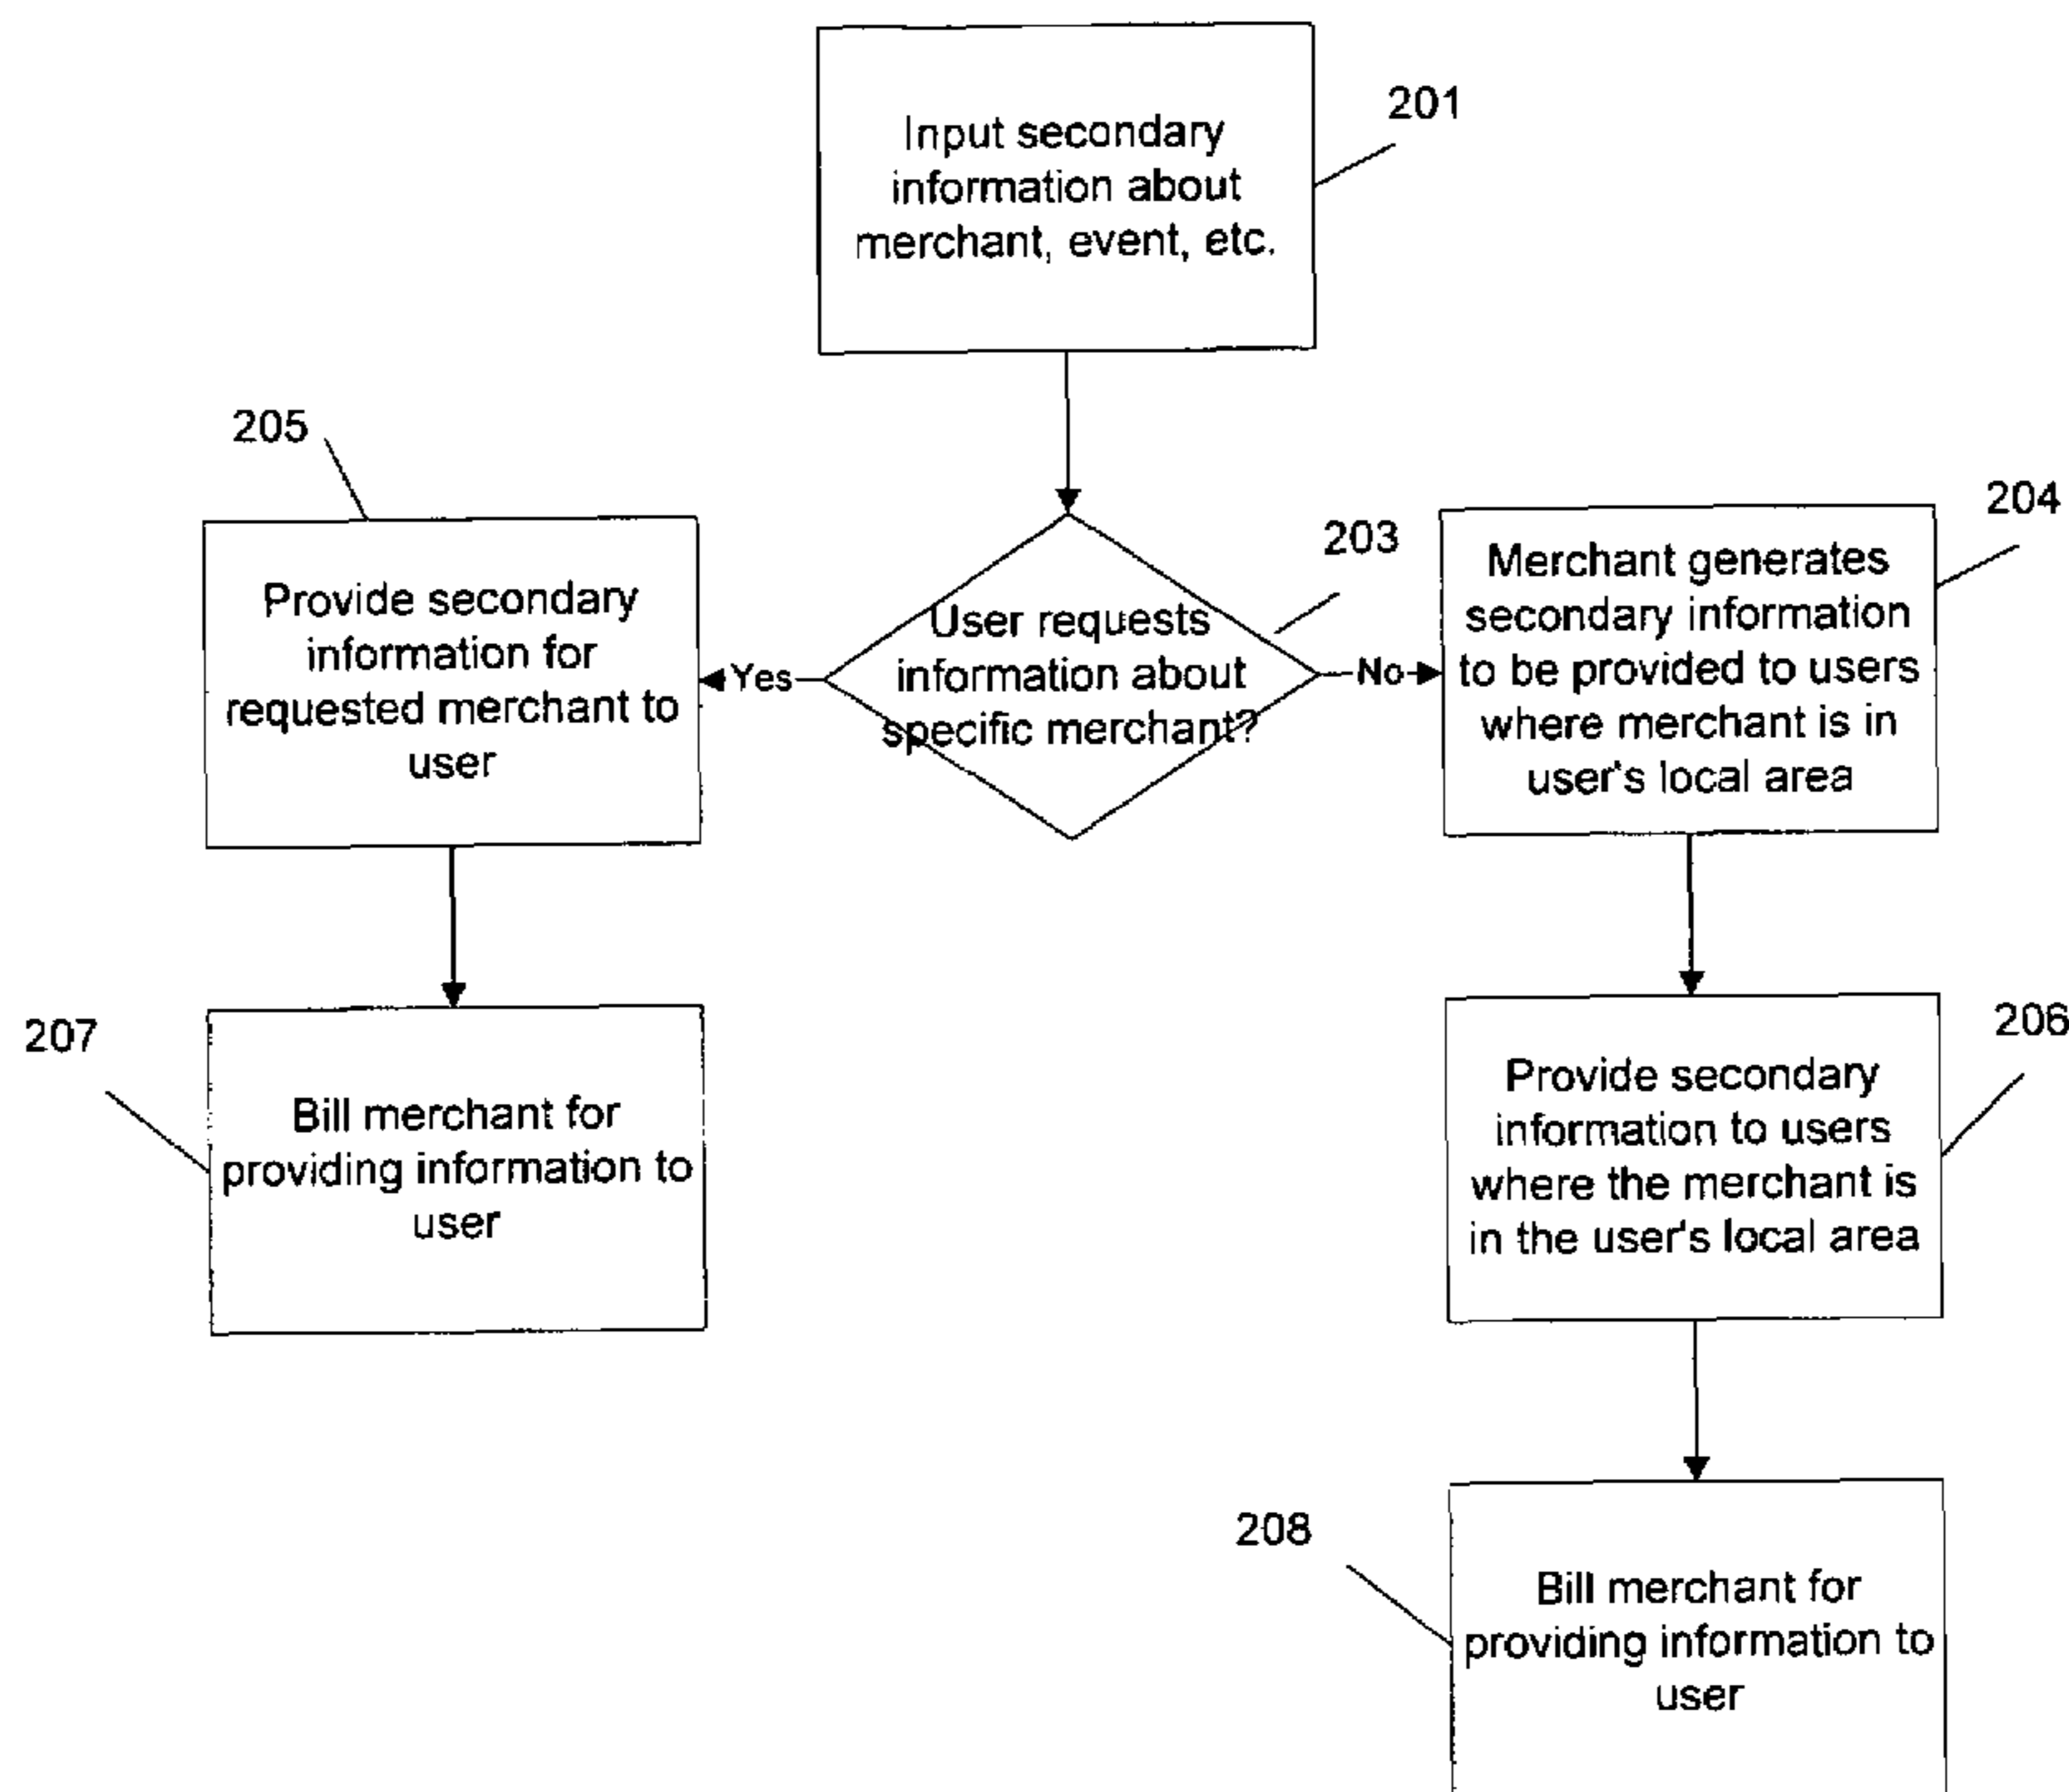 Input secondary
information about
merchant, event, etc.
201
205
Provide secondary
information for
requested merchant to
user
Yes
User requests
information about
specific merchant?
203
No
204
Merchant generates
secondary information
to be provided to users
where merchant is in
user's local area
207
Bill merchant for
providing information to
user
206
Provide secondary
information to users
where the merchant is
in the user's local area
208
Bill merchant for
providing information to
user